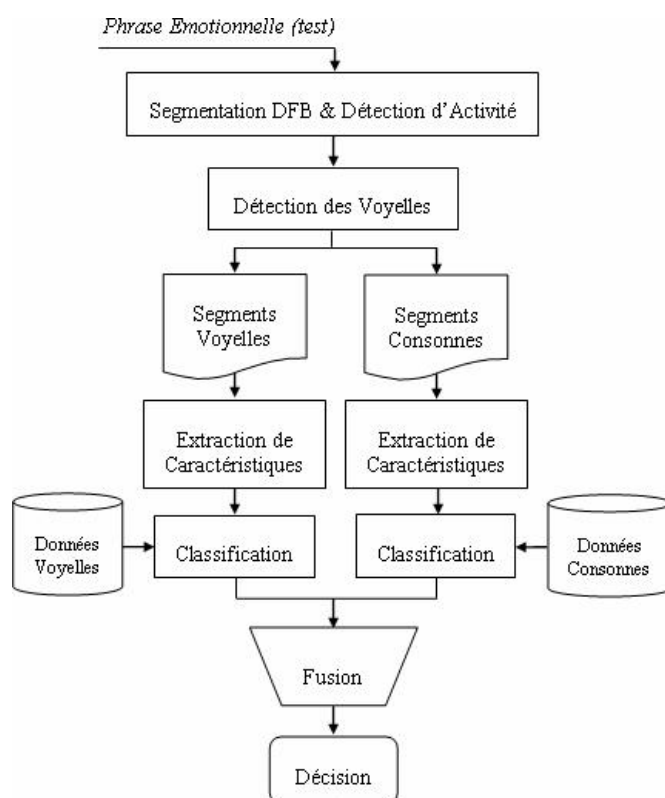 Phrase Emotionnelle (test)
Segmentation DFB & Détection d'Activité
Détection des Voyelles
Segments
Voyelles
Segments
Consonnes
Extraction de
Caractéristiques
Extraction de
Caractéristiques
Données
Voyelles
Classification
Classification
Données
Consonnes
Fusion
Décision